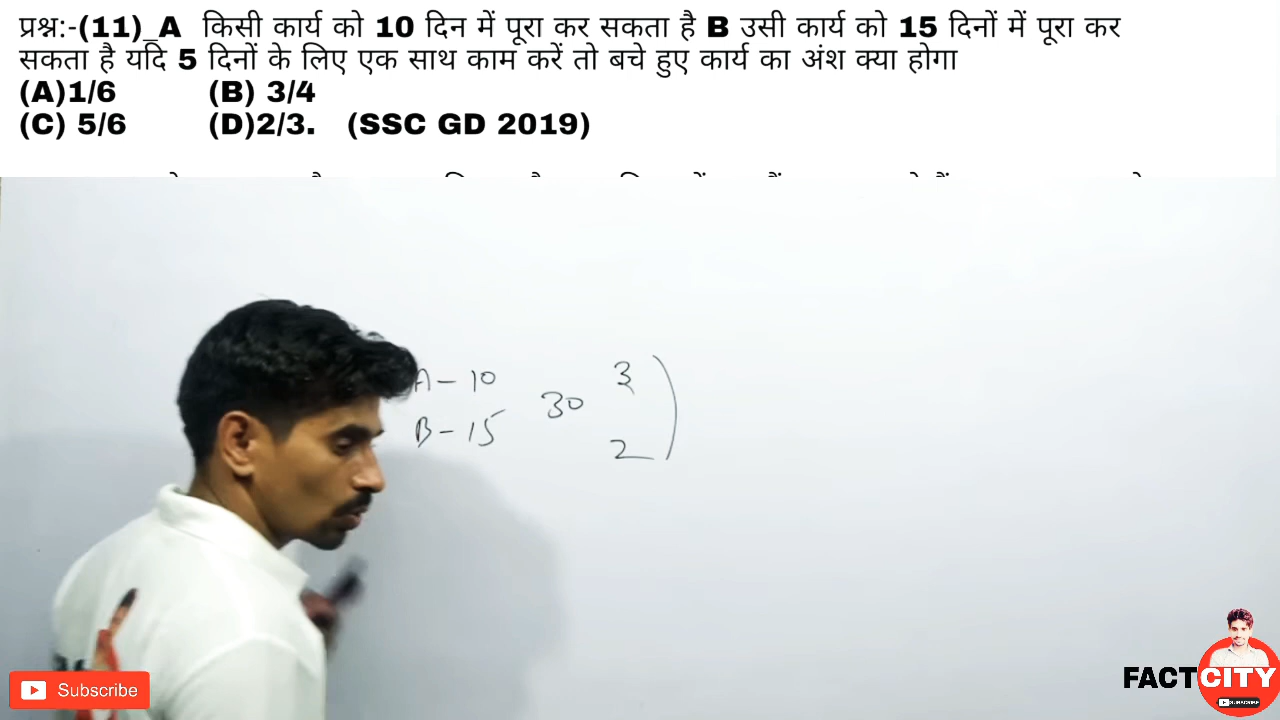 प्रश्न:-(11)_A किसी कार्य को 10 दिन में पूरा कर सकता है B उसी कार्य को 15 दिनों में पूरा कर
सकता है यदि 5 दिनों के लिए एक साथ काम करें तो बचे हुए कार्य का अंश क्या होगा
(A)1/6 (B) 3/4
(C) 5/6 (D)2/3. (SSC GD 2019)
A - 10 30 3
B - 15 2
Subscribe
FACTCITY
SUBSCRIBE